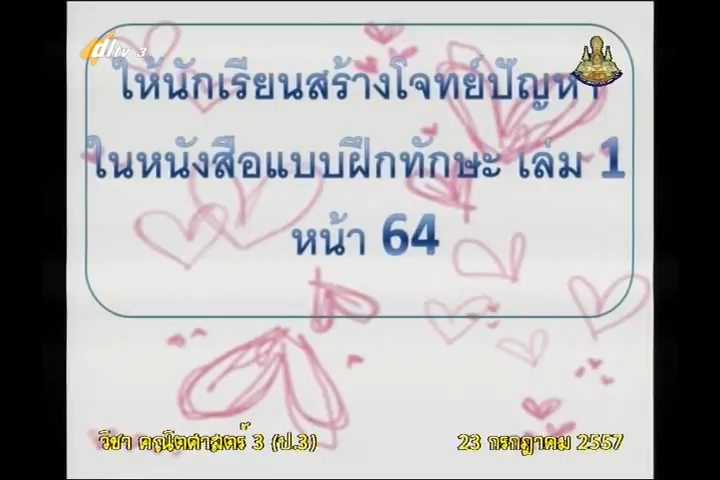 dltv 3
ให้นักเรียนสร้างโจทย์ปัญหา
ในหนังสือแบบฝึกทักษะ เล่ม 1
หน้า 64
วิชา คณิตศาสตร์ 3 (ป.3)
23 กรกฎาคม 2557